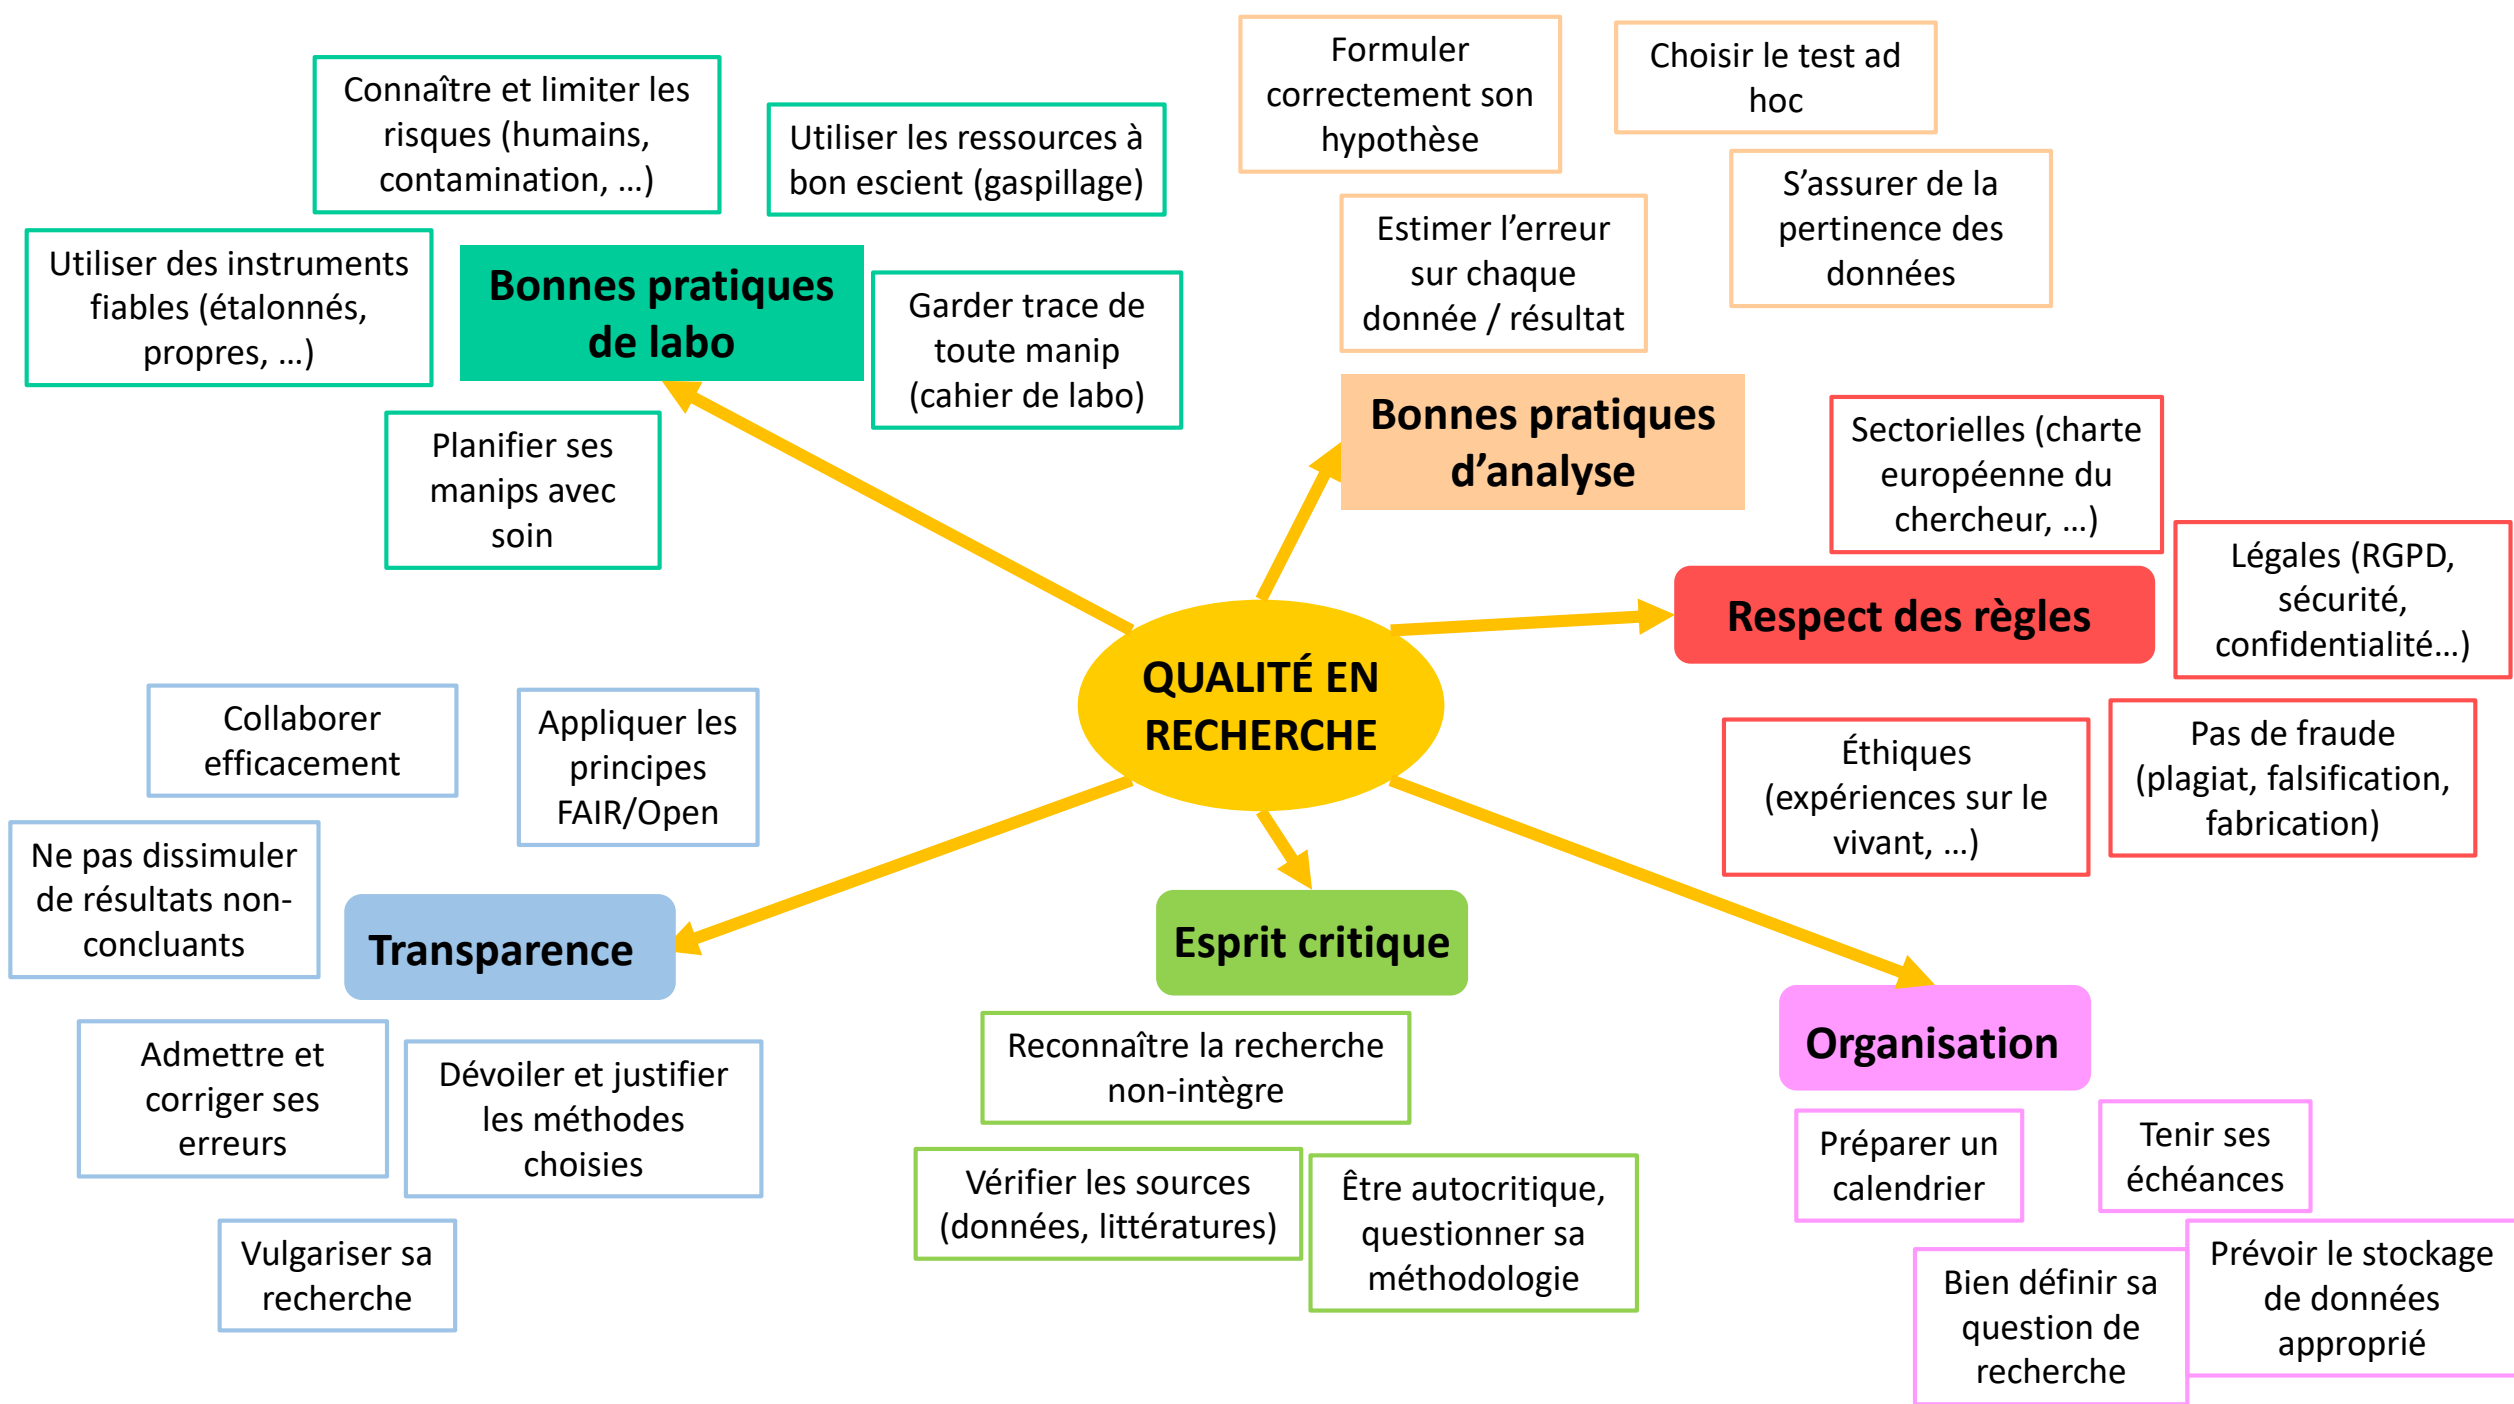 Connaître et limiter les
risques (humains,
contamination, …)
Utiliser les ressources à
bon escient (gaspillage)
Utiliser des instruments
fiables (étalonnés,
propres, …)
Bonnes pratiques
de labo
Garder trace de
toute manip
(cahier de labo)
Planifier ses
manips avec
soin
Formuler
correctement son
hypothèse
Choisir le test ad
hoc
S’assurer de la
pertinence des
données
Estimer l’erreur
sur chaque
donnée / résultat
Bonnes pratiques
d’analyse
Sectorielles (charte
européenne du
chercheur, …)
Légales (RGPD,
sécurité,
confidentialité…)
Respect des règles
Éthiques
(expériences sur le
vivant, …)
Pas de fraude
(plagiat, falsification,
fabrication)
QUALITÉ EN
RECHERCHE
Collaborer
efficacement
Appliquer les
principes
FAIR/Open
Ne pas dissimuler
de résultats non-
concluants
Transparence
Admettre et
corriger ses
erreurs
Dévoiler et justifier
les méthodes
choisies
Vulgariser sa
recherche
Esprit critique
Reconnaître la recherche
non-intègre
Vérifier les sources
(données, littératures)
Être autocritique,
questionner sa
méthodologie
Organisation
Préparer un
calendrier
Tenir ses
échéances
Bien définir sa
question de
recherche
Prévoir le stockage
de données
approprié